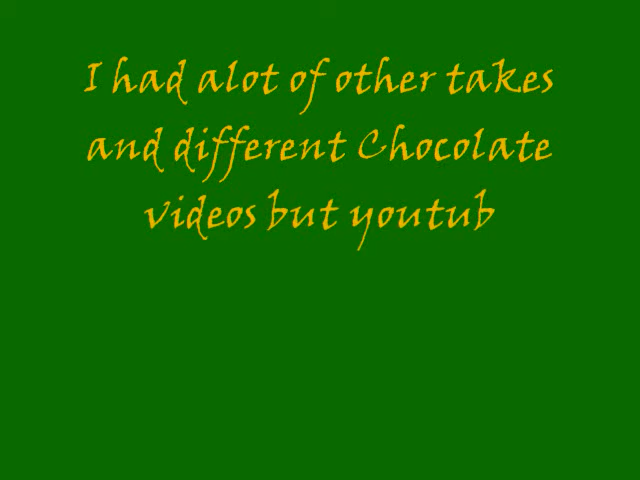 I had alot of other takes
and different Chocolate
videos but youtub